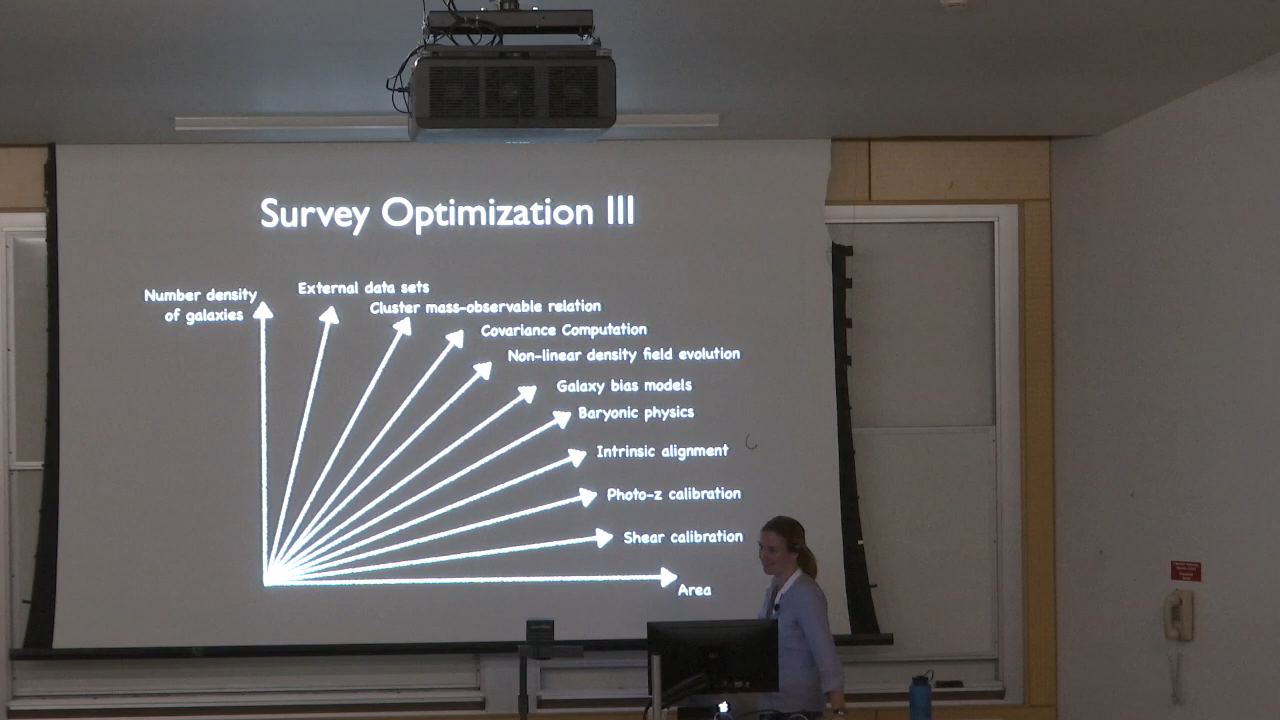 Survey Optimization III
Number density
of galaxies
External data sets
Cluster mass-observable relation
Covariance Computation
Non-linear density field evolution
Galaxy bias models
Baryonic physics
Intrinsic alignment
Photo-z calibration
Shear calibration
Area